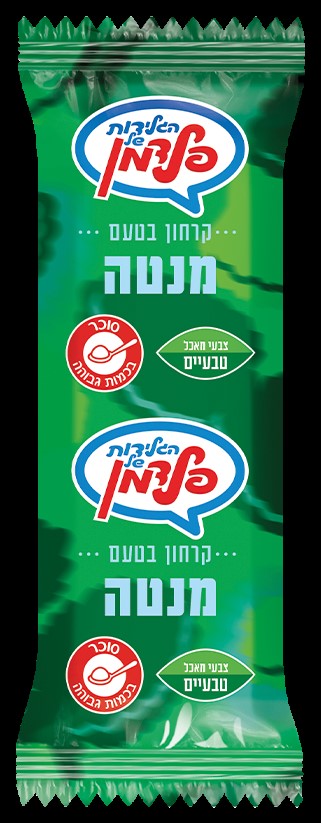 הגלידות
של
פלדמן
קרחון בטעם
מנטה
סוכר
בכמות גבוהה
צבעי מאכל
טבעיים
הגלידות
של
פלדמן
קרחון בטעם
מנטה
סוכר
בכמות גבוהה
צבעי מאכל
טבעיים